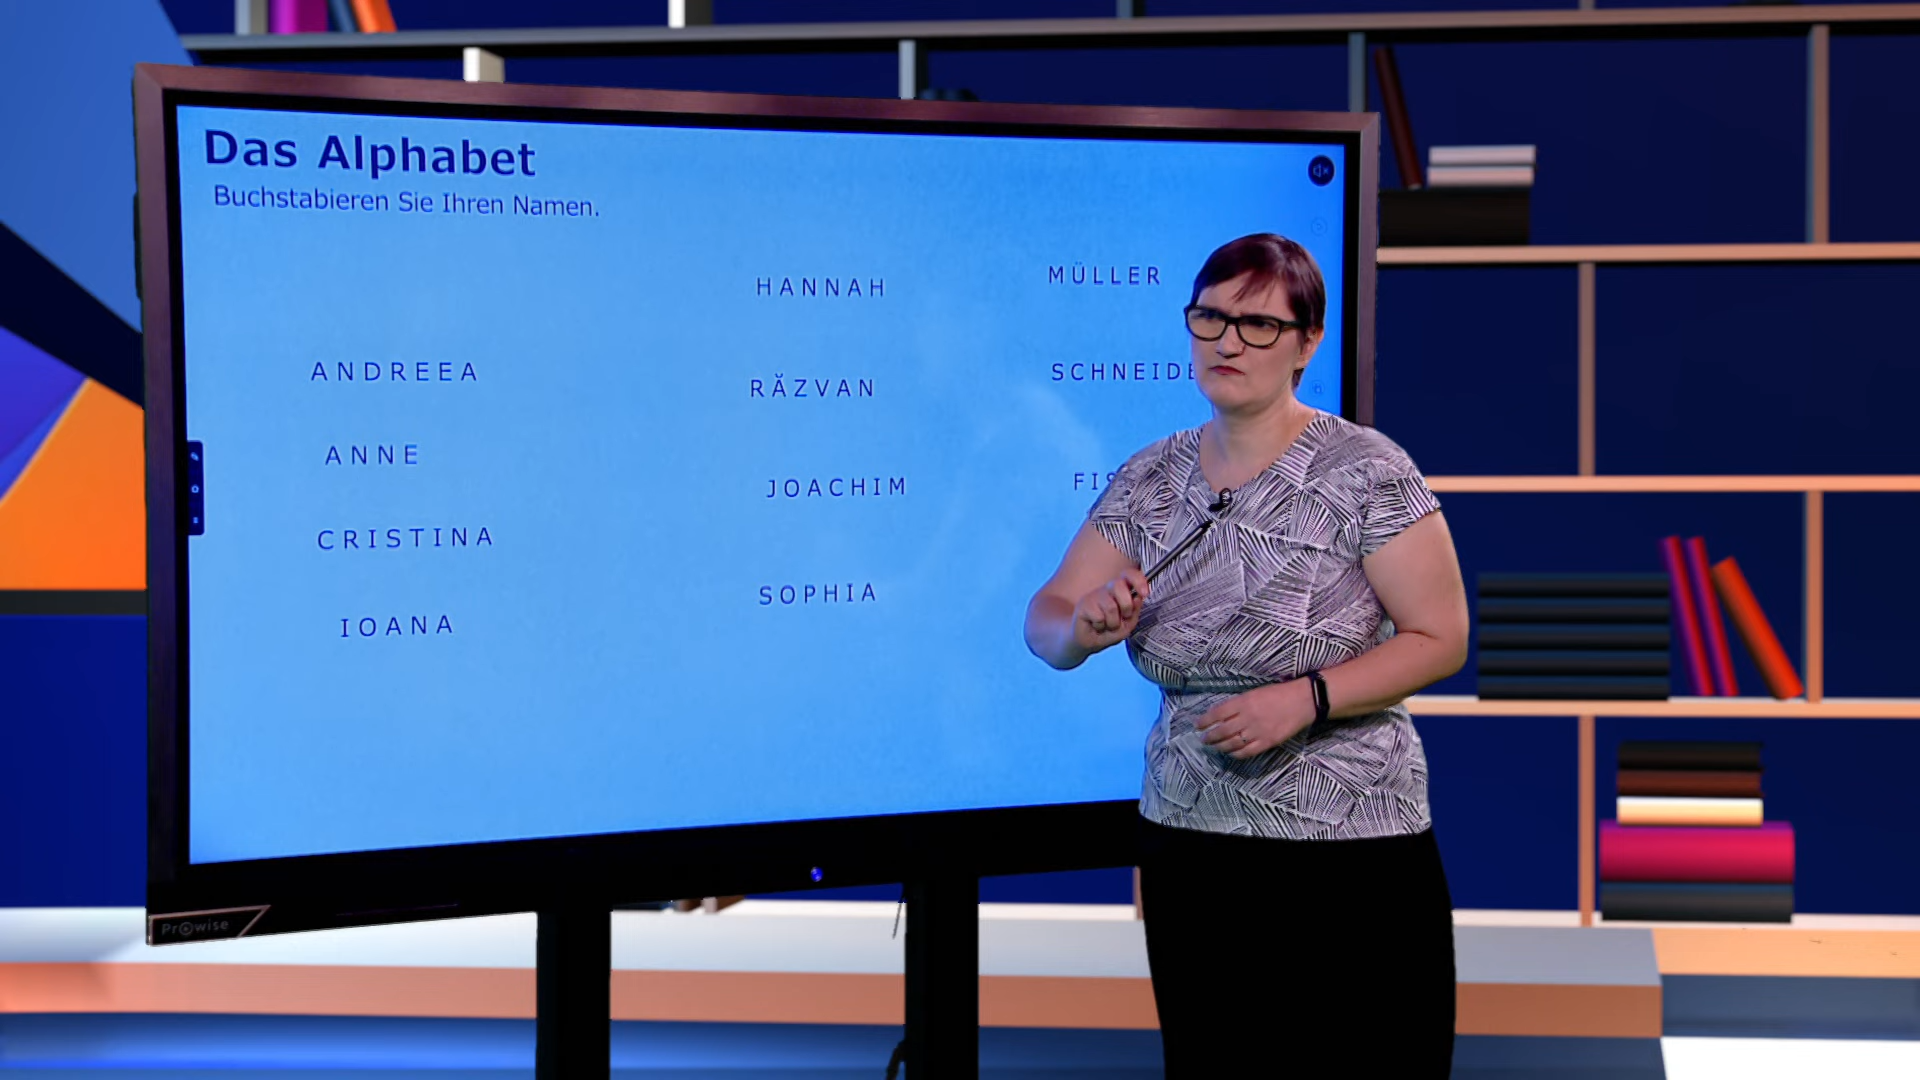 Das Alphabet
Buchstabieren Sie Ihren Namen.
HANNAH
MÜLLER
ANDREEA
RĂZVAN
ANNE
JOACHIM
CRISTINA
SOPHIA
IOANA
Prowise